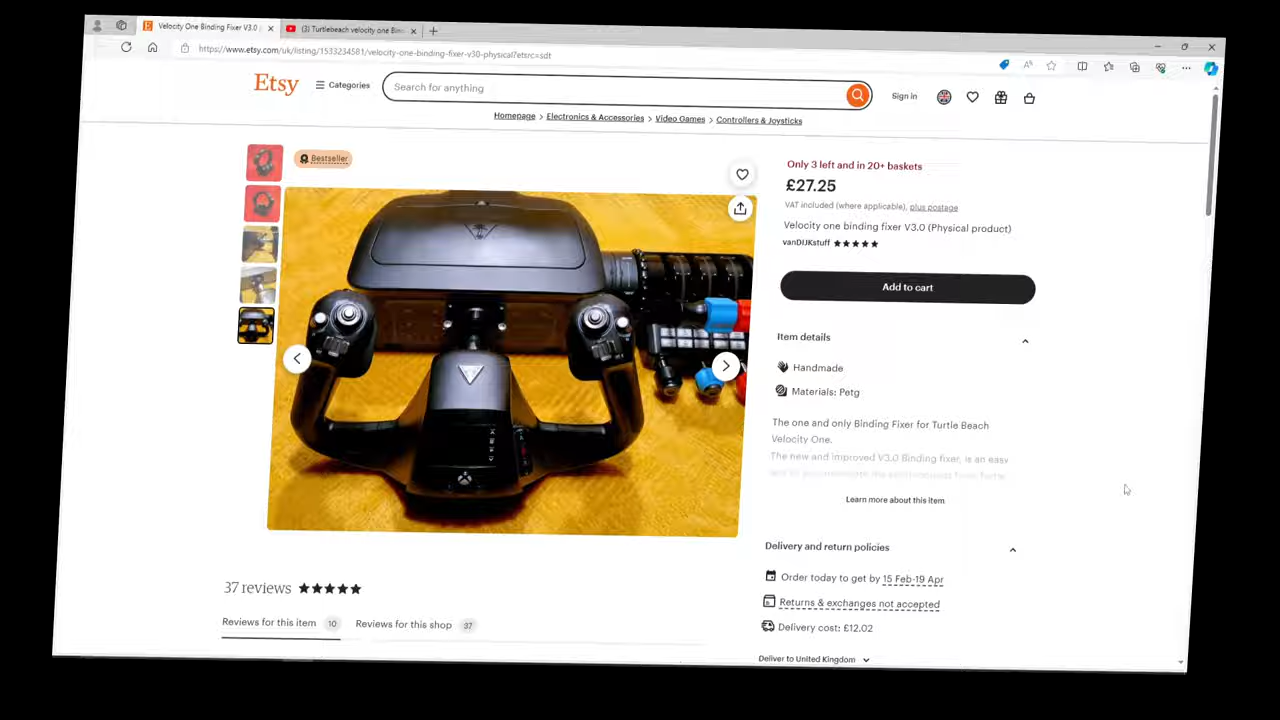 Velocity One Binding Fixer V3.0
(3) Turtlebeach velocity one Bin
https://www.etsy.com/uk/listing/1533234581/velocity-one-binding-fixer-v30-physical?etsrc=sdt
Etsy
Categories
Search for anything
Sign in
Homepage > Electronics & Accessories > Video Games > Controllers & Joysticks
Bestseller
Only 3 left and in 20+ baskets
£27.25
VAT included (where applicable), plus postage
Velocity one binding fixer V3.0 (Physical product)
vanDIJKstuff
Add to cart
Item details
Handmade
Materials: Petg
The one and only Binding Fixer for Turtle Beach
Velocity One.
The new and improved V3.0 Binding fixer, is an easy
Learn more about this item
Delivery and return policies
Order today to get by 15 Feb-19 Apr
Returns & exchanges not accepted
Delivery cost: £12.02
Deliver to United Kingdom
37 reviews
Reviews for this item 10
Reviews for this shop 37